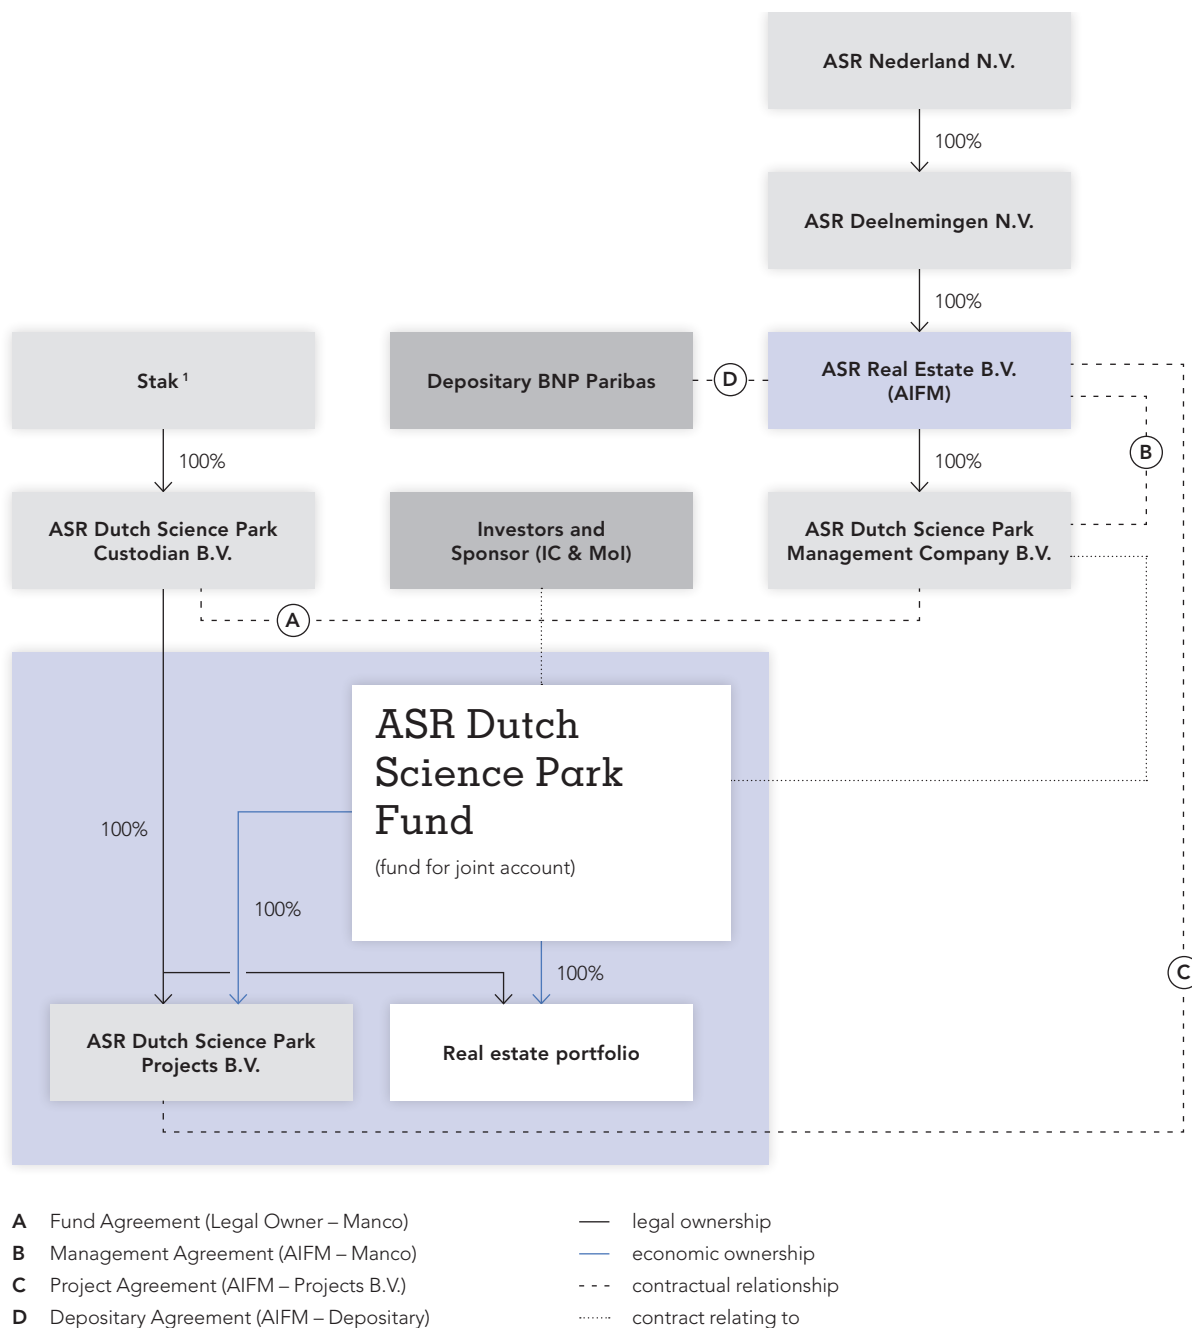 ASR Nederland N.V.
100%
ASR Deelnemingen N.V.
100%
Stak ¹
Depositary BNP Paribas
D
ASR Real Estate B.V.
(AIFM)
100%
100%
B
ASR Dutch Science Park
Custodian B.V.
Investors and
Sponsor (IC & MoI)
ASR Dutch Science Park
Management Company B.V.
A
ASR Dutch
Science Park
Fund
(fund for joint account)
100%
100%
100%
C
ASR Dutch Science Park
Projects B.V.
Real estate portfolio
A Fund Agreement (Legal Owner – Manco)
B Management Agreement (AIFM – Manco)
C Project Agreement (AIFM – Projects B.V.)
D Depositary Agreement (AIFM – Depositary)
legal ownership
economic ownership
contractual relationship
contract relating to